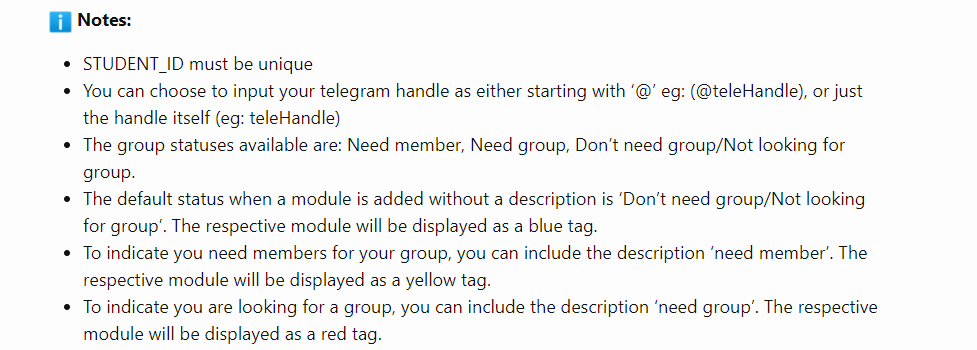 Notes:
• STUDENT_ID must be unique
• You can choose to input your telegram handle as either starting with ‘@’ eg: (@teleHandle), or just
the handle itself (eg: teleHandle)
• The group statuses available are: Need member, Need group, Don’t need group/Not looking for
group.
• The default status when a module is added without a description is ‘Don’t need group/Not looking
for group’. The respective module will be displayed as a blue tag.
• To indicate you need members for your group, you can include the description ‘need member’. The
respective module will be displayed as a yellow tag.
• To indicate you are looking for a group, you can include the description ‘need group’. The respective
module will be displayed as a red tag.